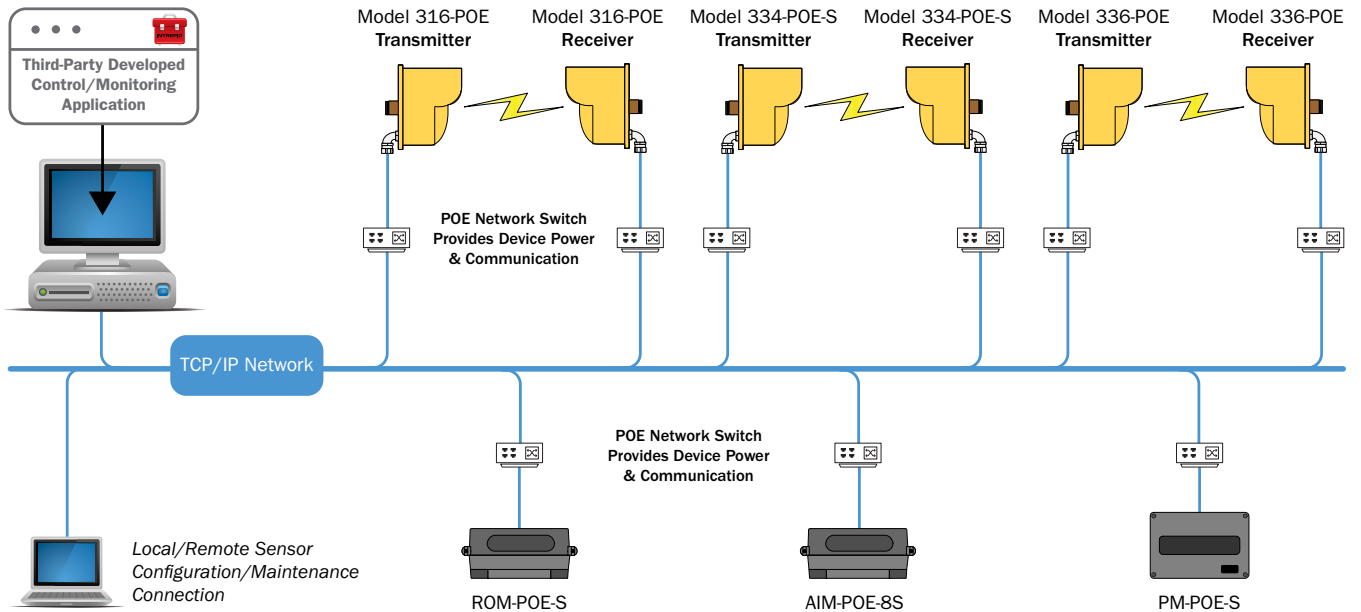 Model 316-POE
Transmitter
Model 316-POE
Receiver
Model 334-POE-S
Transmitter
Model 334-POE-S
Receiver
Model 336-POE
Transmitter
Model 336-POE
Receiver
INTREPID
Third-Party Developed
Control/Monitoring
Application
POE Network Switch
Provides Device Power
& Communication
TCP/IP Network
POE Network Switch
Provides Device Power
& Communication
Local/Remote Sensor
Configuration/Maintenance
Connection
ROM-POE-S
AIM-POE-8S
PM-POE-S